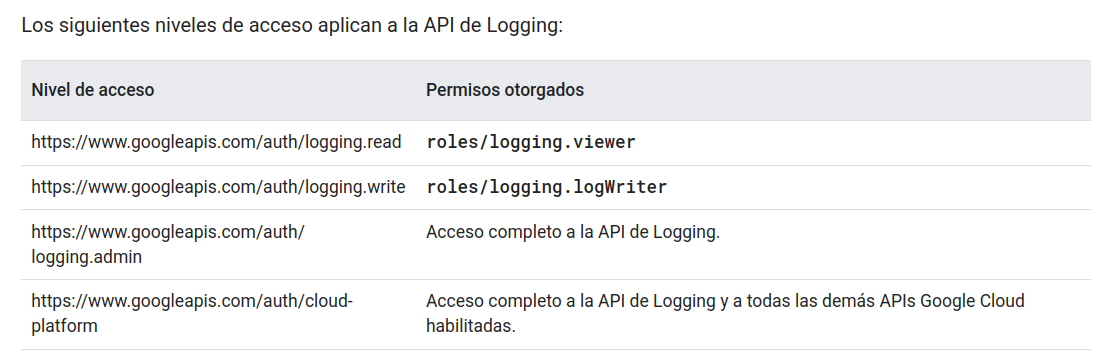 Los siguientes niveles de acceso aplican a la API de Logging:
Nivel de acceso Permisos otorgados
https://www.googleapis.com/auth/logging.read roles/logging.viewer
https://www.googleapis.com/auth/logging.write roles/logging.logWriter
https://www.googleapis.com/auth/ Acceso completo a la API de Logging.
logging.admin
https://www.googleapis.com/auth/cloud- Acceso completo a la API de Logging y a todas las demás APIs Google Cloud
platform habilitadas.